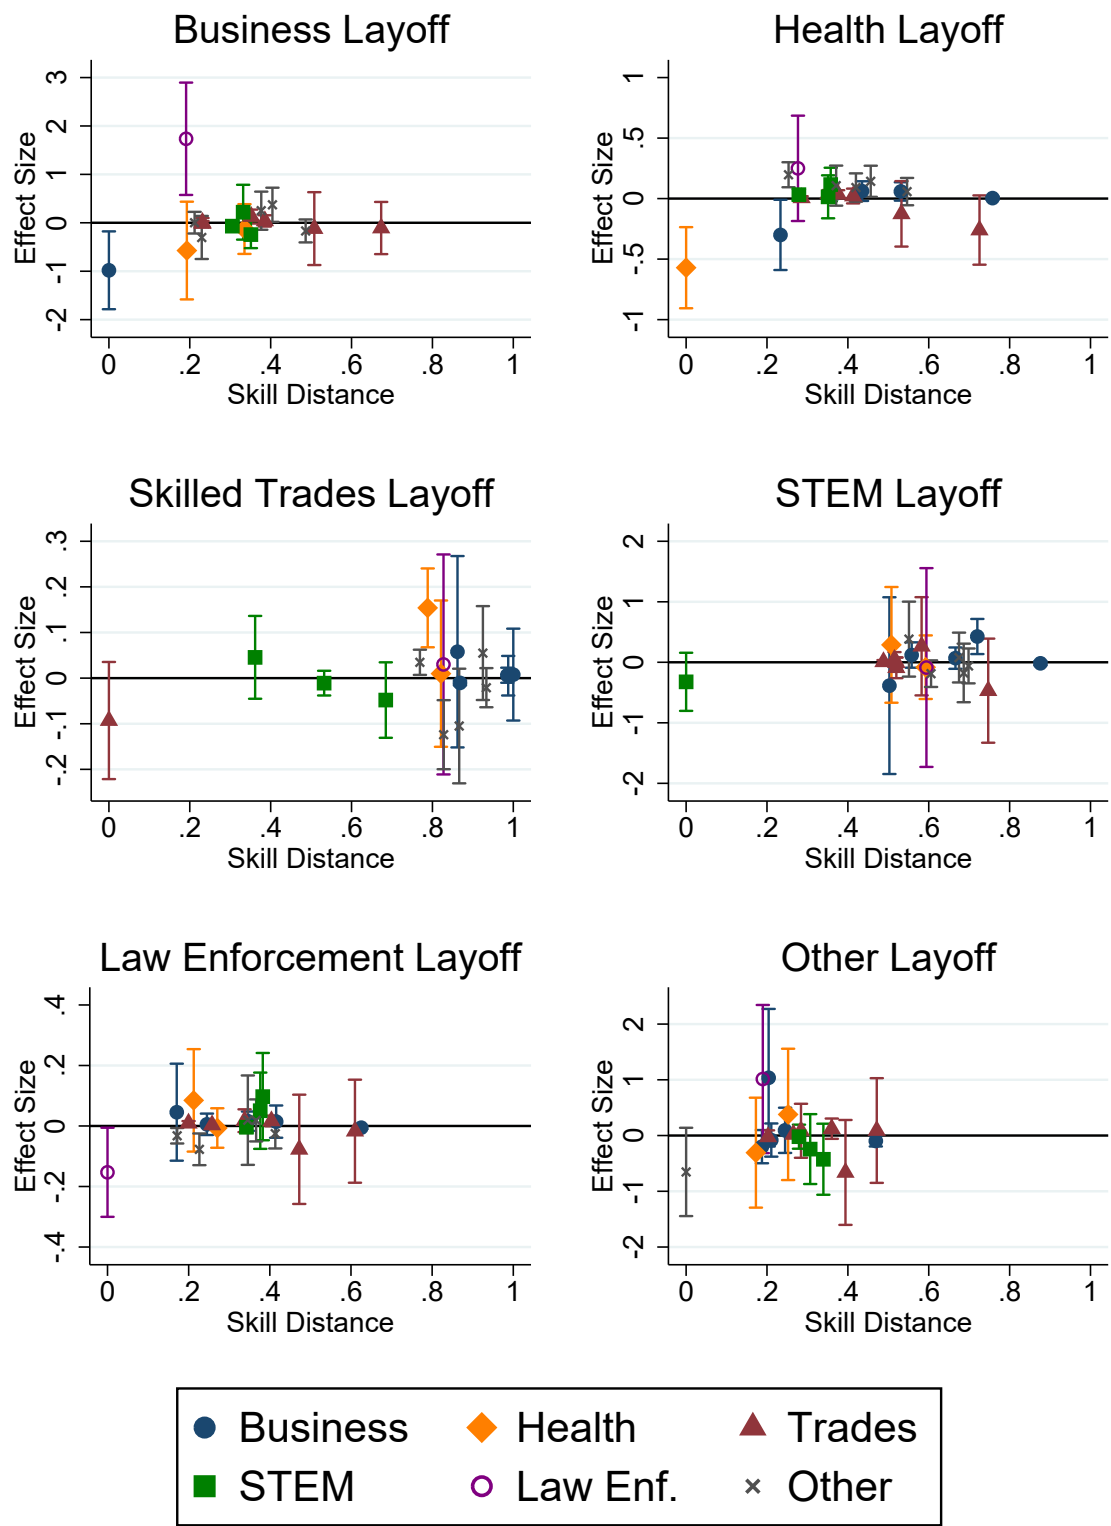 Business Layoff
Effect Size
3
2
1
0
-1
-2
0 .2 .4 .6 .8 1
Skill Distance
Health Layoff
Effect Size
1
.5
0
-.5
-1
0 .2 .4 .6 .8 1
Skill Distance
Skilled Trades Layoff
Effect Size
.3
.2
.1
0
-.1
-.2
0 .2 .4 .6 .8 1
Skill Distance
STEM Layoff
Effect Size
2
1
0
-1
-2
0 .2 .4 .6 .8 1
Skill Distance
Law Enforcement Layoff
Effect Size
.4
.2
0
-.2
-.4
0 .2 .4 .6 .8 1
Skill Distance
Other Layoff
Effect Size
2
1
0
-1
-2
0 .2 .4 .6 .8 1
Skill Distance
Business Health Trades
STEM Law Enf. Other